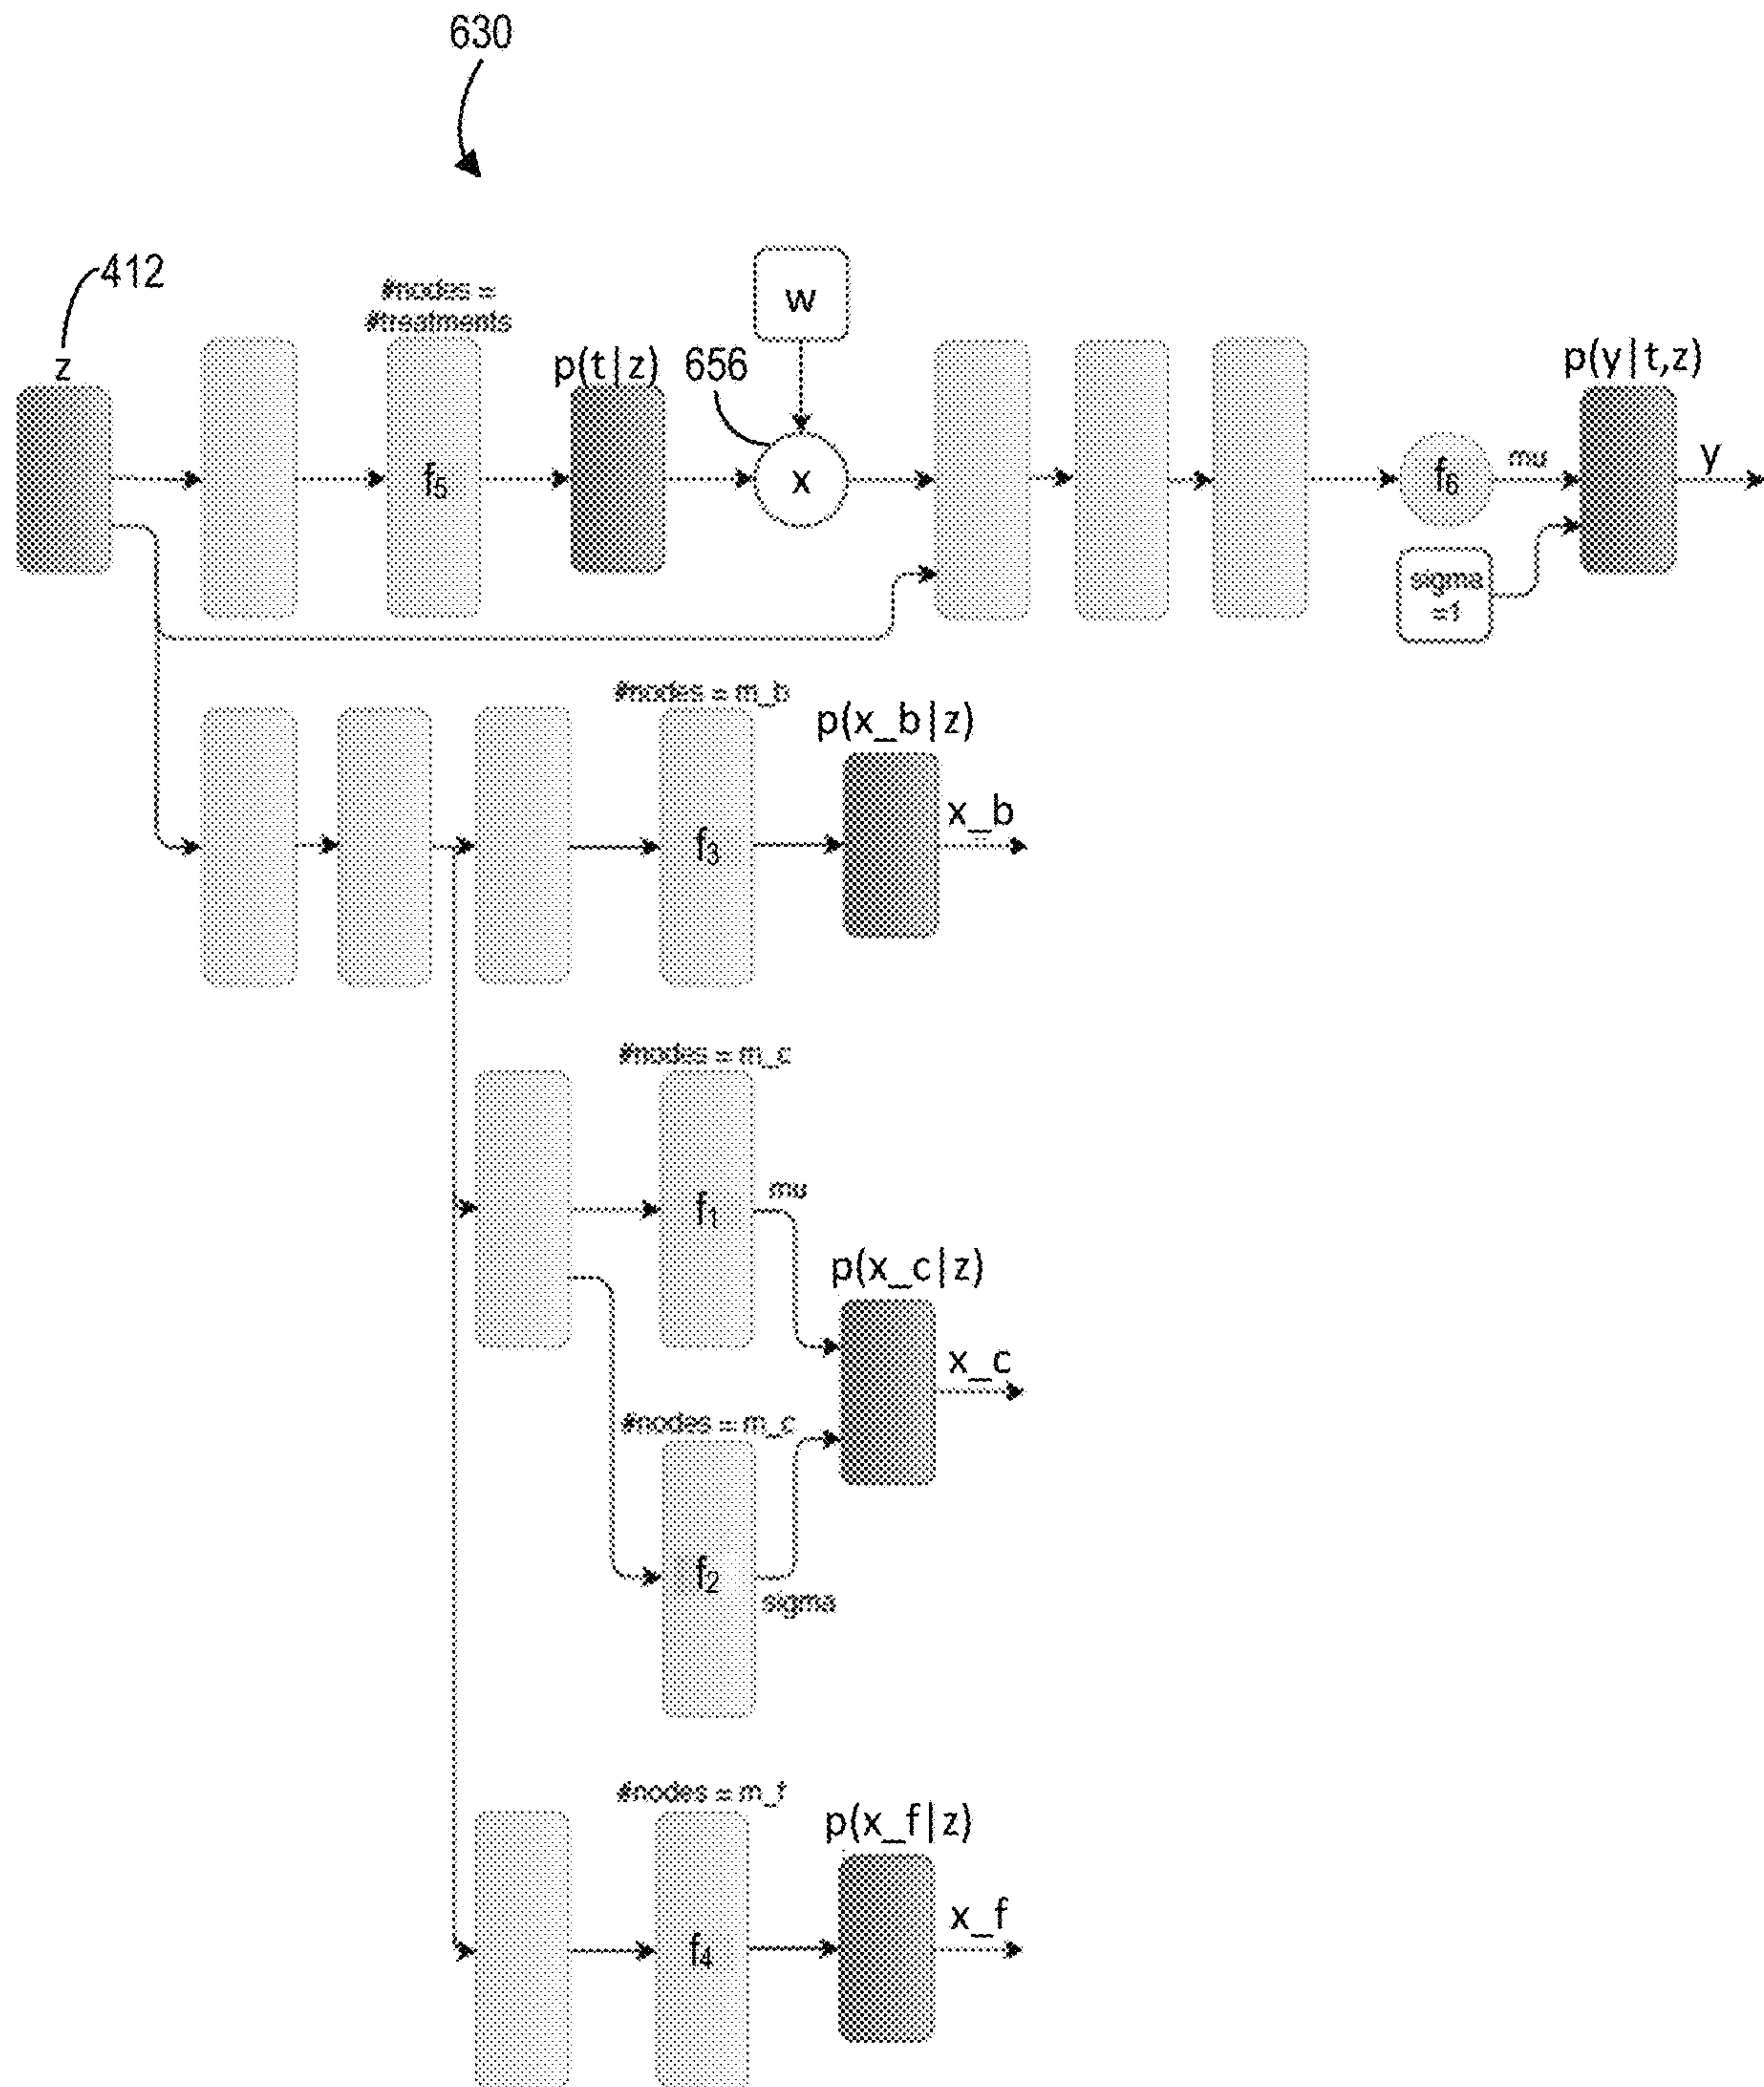 630
412
z
#nodes =
#treatments
f₅
p(t|z)
656
w
x
f₆
mu
sigma
=1
p(y|t,z)
y
#nodes = m_b
f₃
p(x_b|z)
x_b
#nodes = m_c
f₁
mu
p(x_c|z)
x_c
#nodes = m_c
f₂
sigma
#nodes = m_f
f₄
p(x_f|z)
x_f